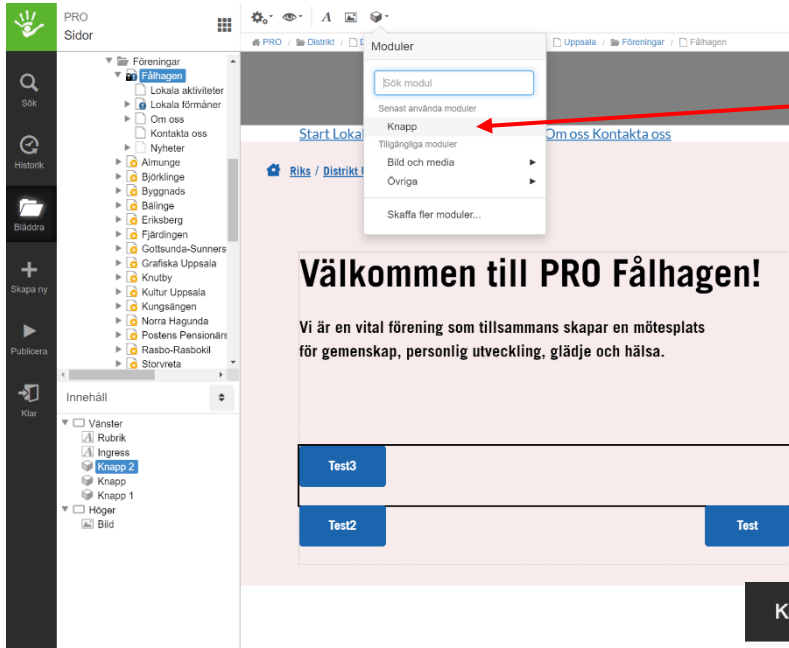 PRO
Sidor
Sök
Historik
Bläddra
Skapa ny
Publicera
Klar
Föreningar
Fålhagen
Lokala aktiviteter
Lokala förmåner
Om oss
Kontakta oss
Nyheter
Almunge
Björklinge
Byggnads
Bälinge
Eriksberg
Fjärdingen
Gottsunda-Sunners
Grafiska Uppsala
Knutby
Kultur Uppsala
Kungsängen
Norra Hagunda
Postens Pensionärs
Rasbo-Rasbokil
Storvreta
Innehåll
Vänster
Rubrik
Ingress
Knapp 2
Knapp
Knapp 1
Höger
Bild
PRO / Distrikt / Uppsala / Föreningar / Fålhagen
Moduler
Sök modul
Senast använda moduler
Knapp
Tillgängliga moduler
Bild och media
Övriga
Skaffa fler moduler...
Start Lokal Om oss Kontakta oss
Riks / Distrikt
Välkommen till PRO Fålhagen!
Vi är en vital förening som tillsammans skapar en mötesplats
för gemenskap, personlig utveckling, glädje och hälsa.
Test3
Test2 Test
K